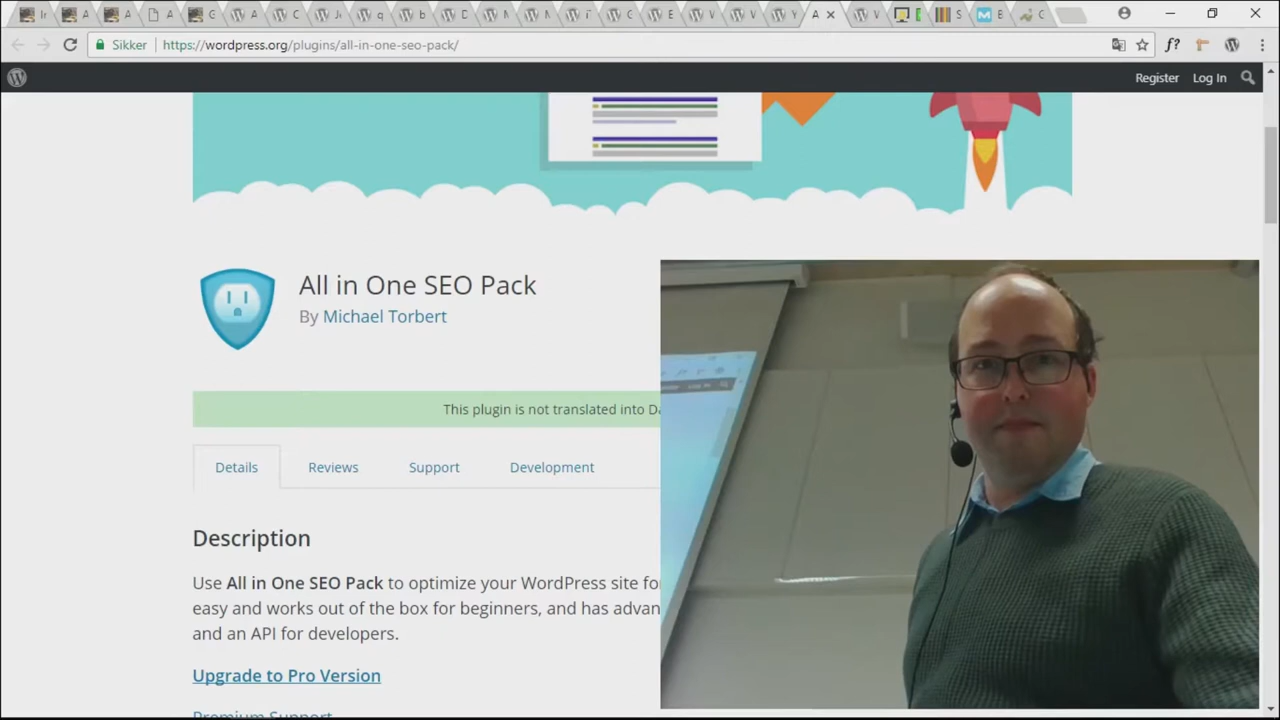 Sikker
https://wordpress.org/plugins/all-in-one-seo-pack/
f?
Register
Log In
All in One SEO Pack
By Michael Torbert
This plugin is not translated into Da
Details
Reviews
Support
Development
Description
Use All in One SEO Pack to optimize your WordPress site for
easy and works out of the box for beginners, and has advan
and an API for developers.
Upgrade to Pro Version
Premium Support